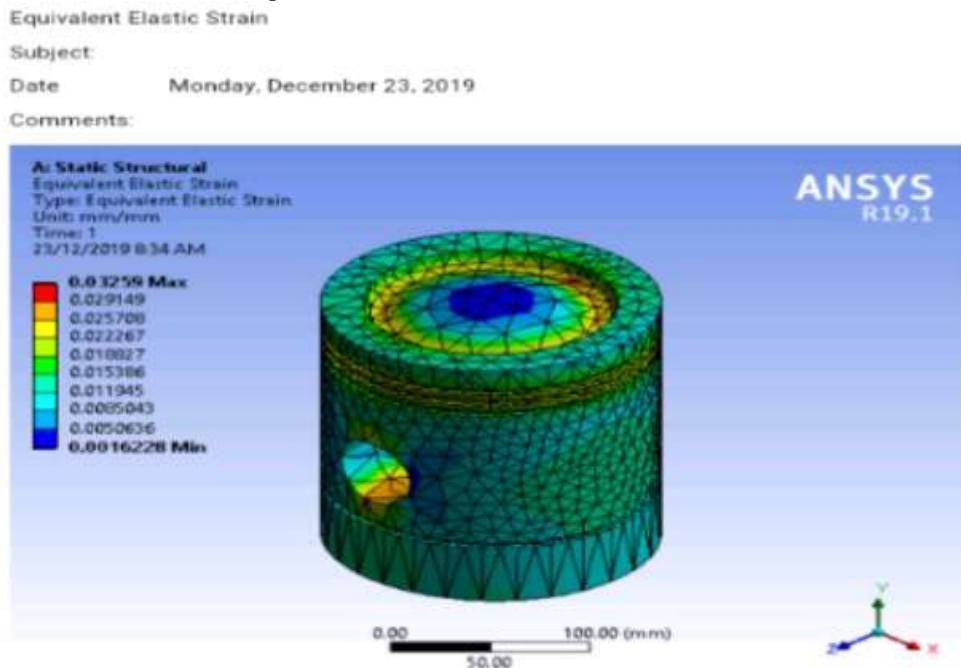 Equivalent Elastic Strain
Subject:
Date Monday, December 23, 2019
Comments:
A: Static Structural
Equivalent Elastic Strain
Type: Equivalent Elastic Strain
Unit: mm/mm
Time: 1
23/12/2019 8:34 AM
ANSYS
R19.1
0.03259 Max
0.029149
0.025708
0.022267
0.018827
0.015386
0.011945
0.0085043
0.0050636
0.0016228 Min
0.00 100.00 (mm)
50.00
Y
Z X